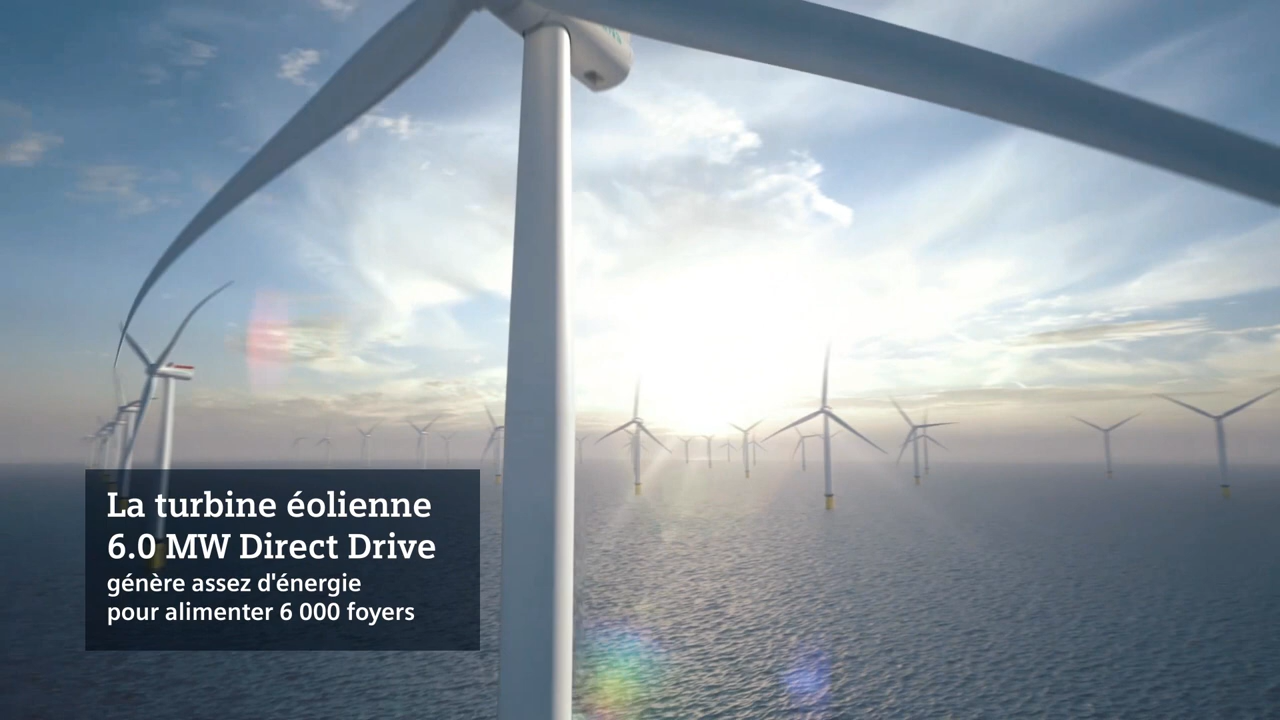 La turbine éolienne
6.0 MW Direct Drive
génère assez d'énergie
pour alimenter 6 000 foyers